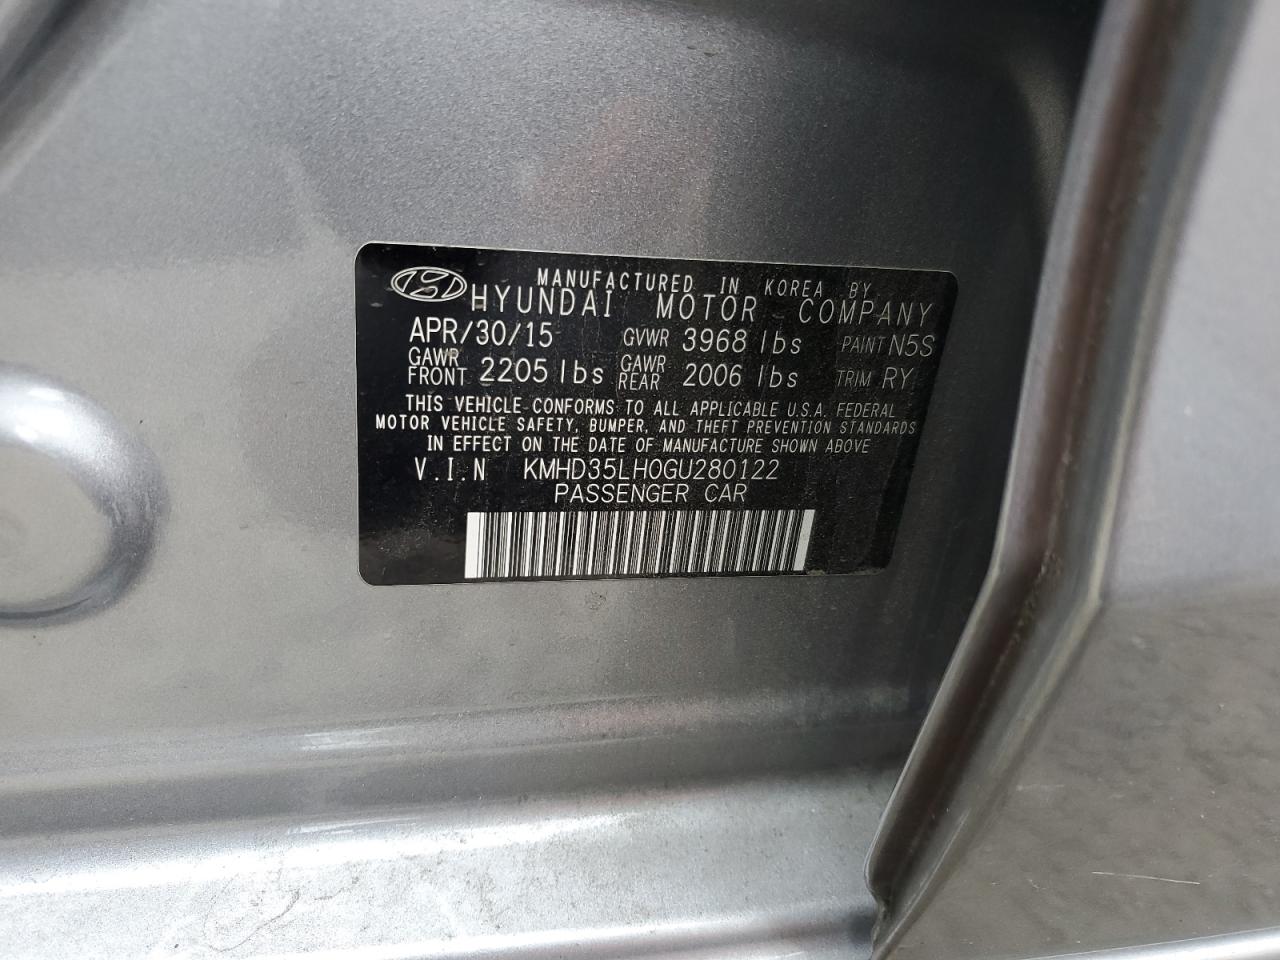 MANUFACTURED IN KOREA BY
HYUNDAI MOTOR COMPANY
APR/30/15 GVWR 3968 lbs PAINT N5S
GAWR FRONT 2205 lbs GAWR REAR 2006 lbs TRIM RY
THIS VEHICLE CONFORMS TO ALL APPLICABLE U.S.A. FEDERAL
MOTOR VEHICLE SAFETY, BUMPER, AND THEFT PREVENTION STANDARDS
IN EFFECT ON THE DATE OF MANUFACTURE SHOWN ABOVE
V.I.N KMHD35LH0GU280122
PASSENGER CAR